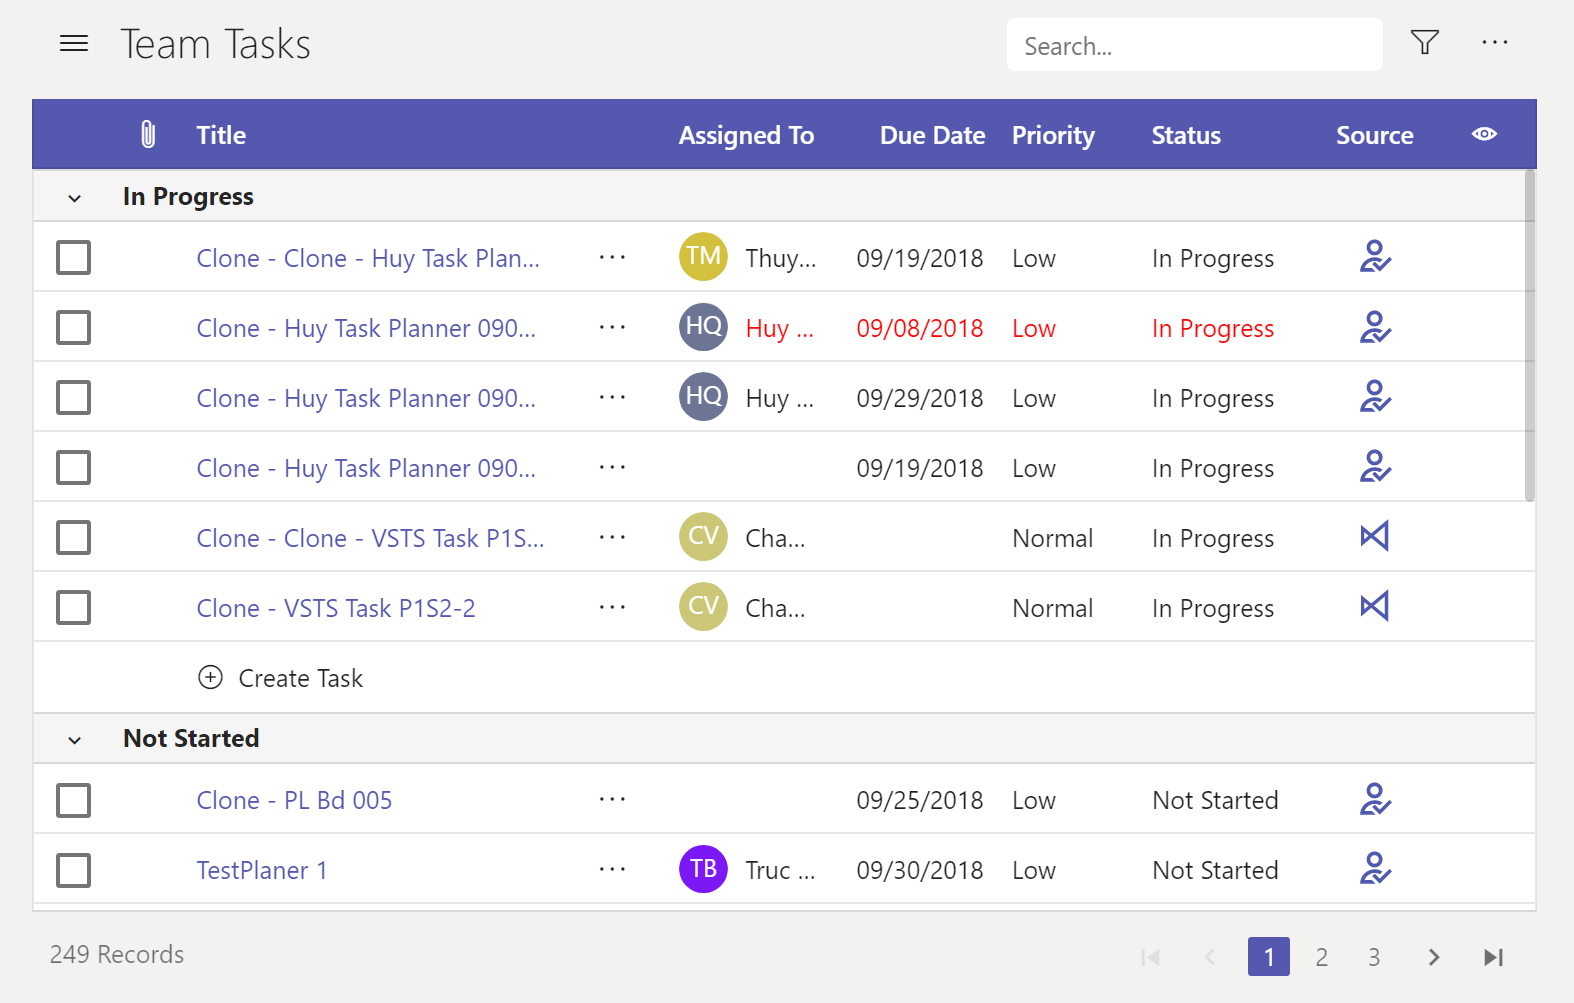 Team Tasks Search... ...
Title Assigned To Due Date Priority Status Source
In Progress
Clone - Clone - Huy Task Plan... ... TM Thuy... 09/19/2018 Low In Progress
Clone - Huy Task Planner 090... ... HQ Huy ... 09/08/2018 Low In Progress
Clone - Huy Task Planner 090... ... HQ Huy ... 09/29/2018 Low In Progress
Clone - Huy Task Planner 090... ... 09/19/2018 Low In Progress
Clone - Clone - VSTS Task P1S... ... CV Cha... Normal In Progress
Clone - VSTS Task P1S2-2 ... CV Cha... Normal In Progress
Create Task
Not Started
Clone - PL Bd 005 ... 09/25/2018 Low Not Started
TestPlaner 1 ... TB Truc ... 09/30/2018 Low Not Started
249 Records 1 2 3